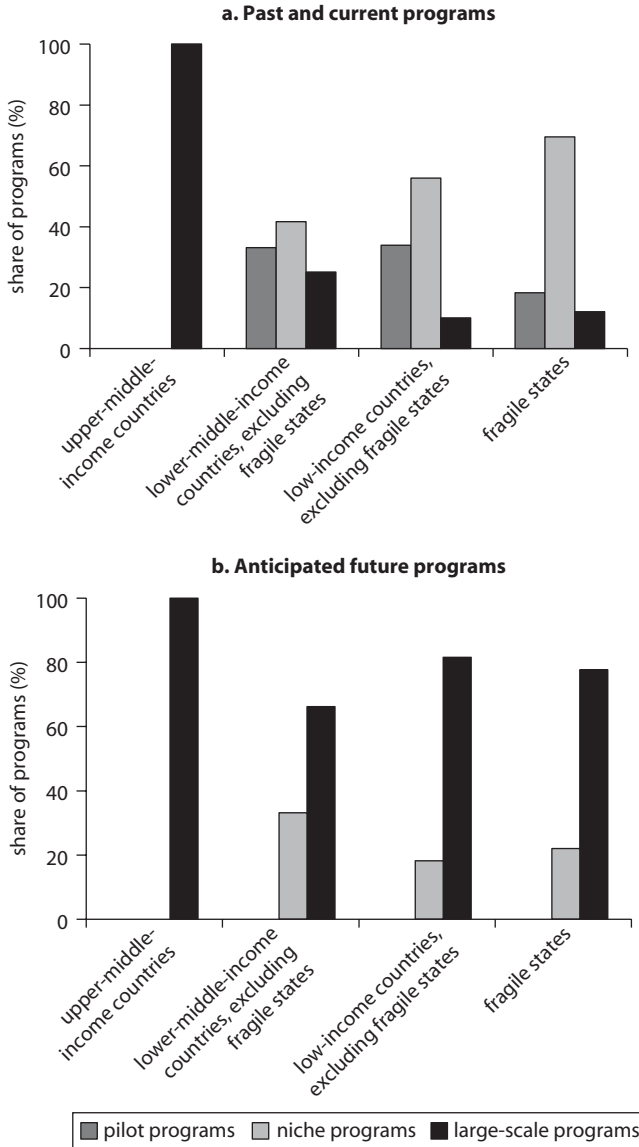 a. Past and current programs
share of programs (%)
100
80
60
40
20
0
upper-middle-
income countries
lower-middle-income
countries, excluding
fragile states
low-income countries,
excluding fragile states
fragile states
b. Anticipated future programs
share of programs (%)
100
80
60
40
20
0
upper-middle-
income countries
lower-middle-income
countries, excluding
fragile states
low-income countries,
excluding fragile states
fragile states
pilot programs niche programs large-scale programs